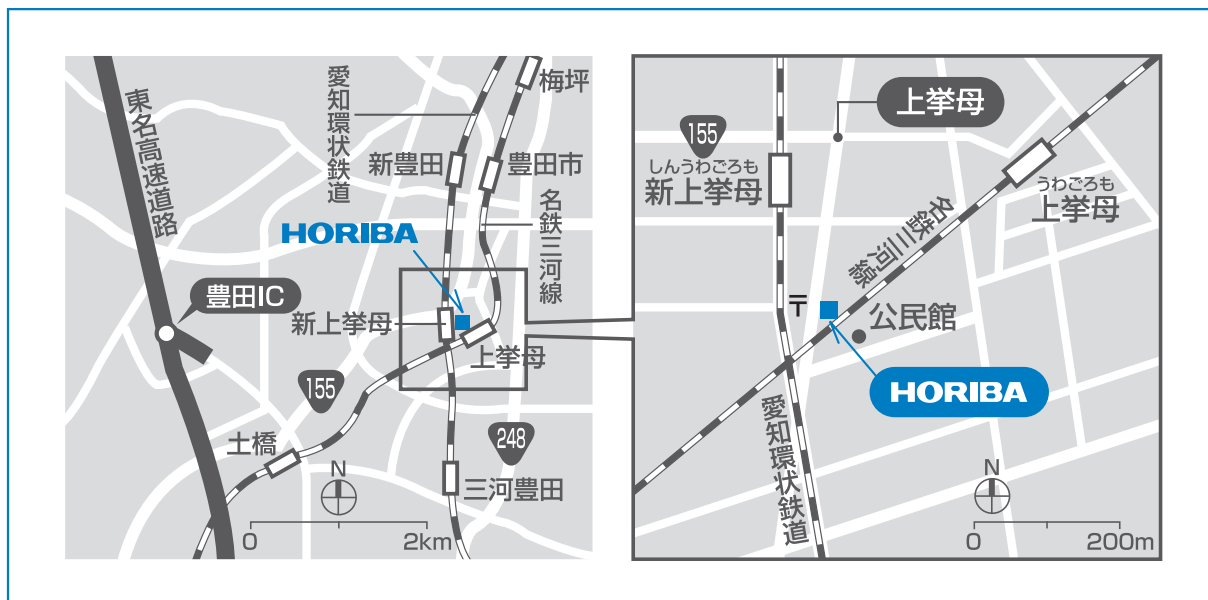 東名高速道路
愛知環状鉄道
梅坪
新豊田
豊田市
名鉄三河線
HORIBA
豊田IC
新上挙母
上挙母
155
248
土橋
三河豊田
N
0
2km
上挙母
155
しんうわごろも
新上挙母
うわごろも
上挙母
名鉄三河線
〒
公民館
HORIBA
愛知環状鉄道
N
0
200m